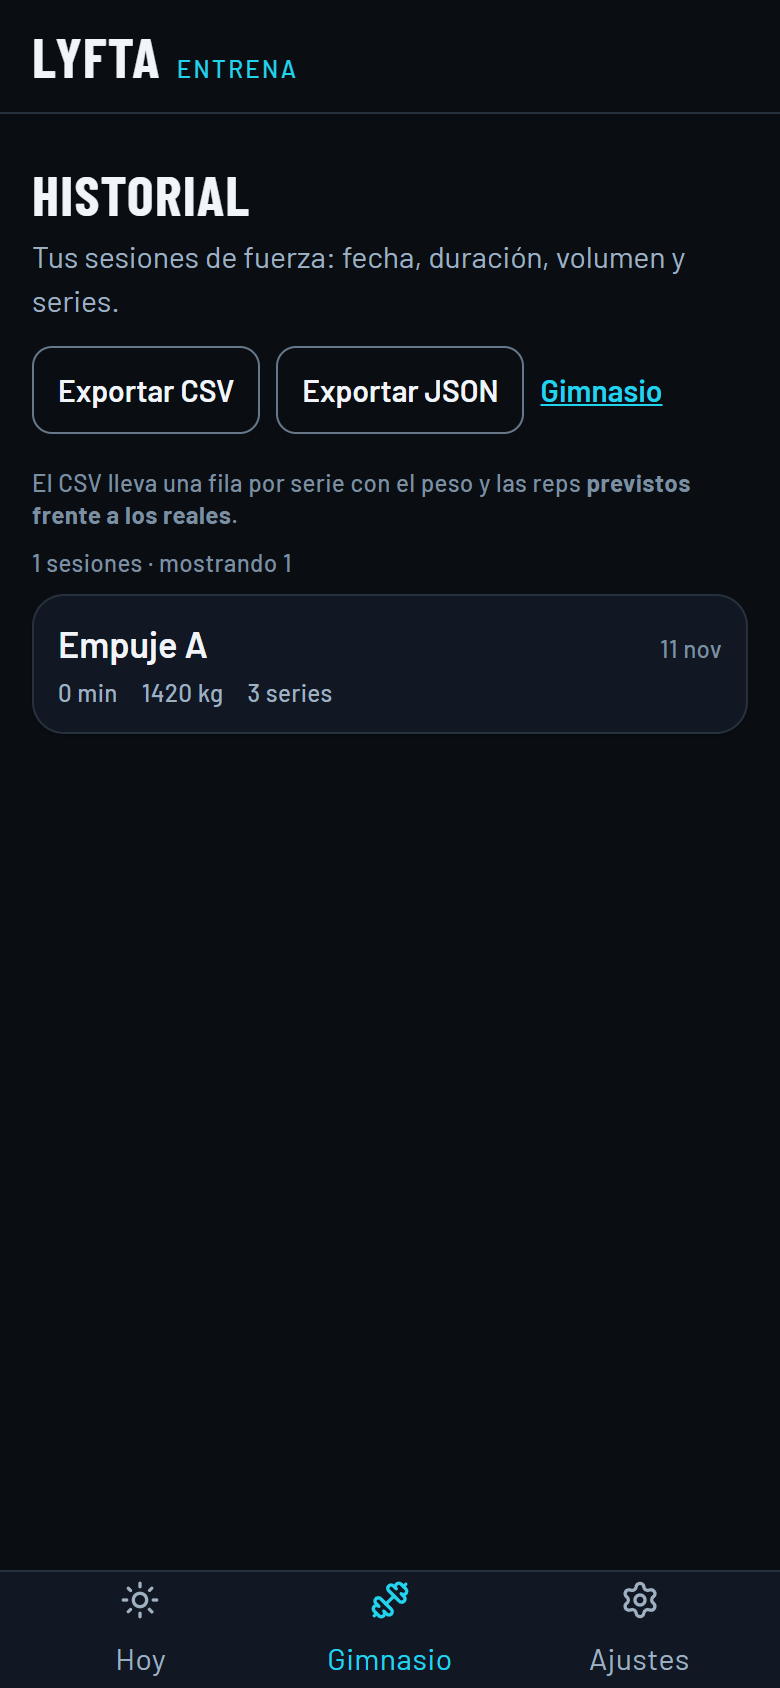 LYFTA ENTRENA
HISTORIAL
Tus sesiones de fuerza: fecha, duración, volumen y
series.
Exportar CSV Exportar JSON Gimnasio
El CSV lleva una fila por serie con el peso y las reps previstos
frente a los reales.
1 sesiones · mostrando 1
Empuje A 11 nov
0 min 1420 kg 3 series
Hoy Gimnasio Ajustes